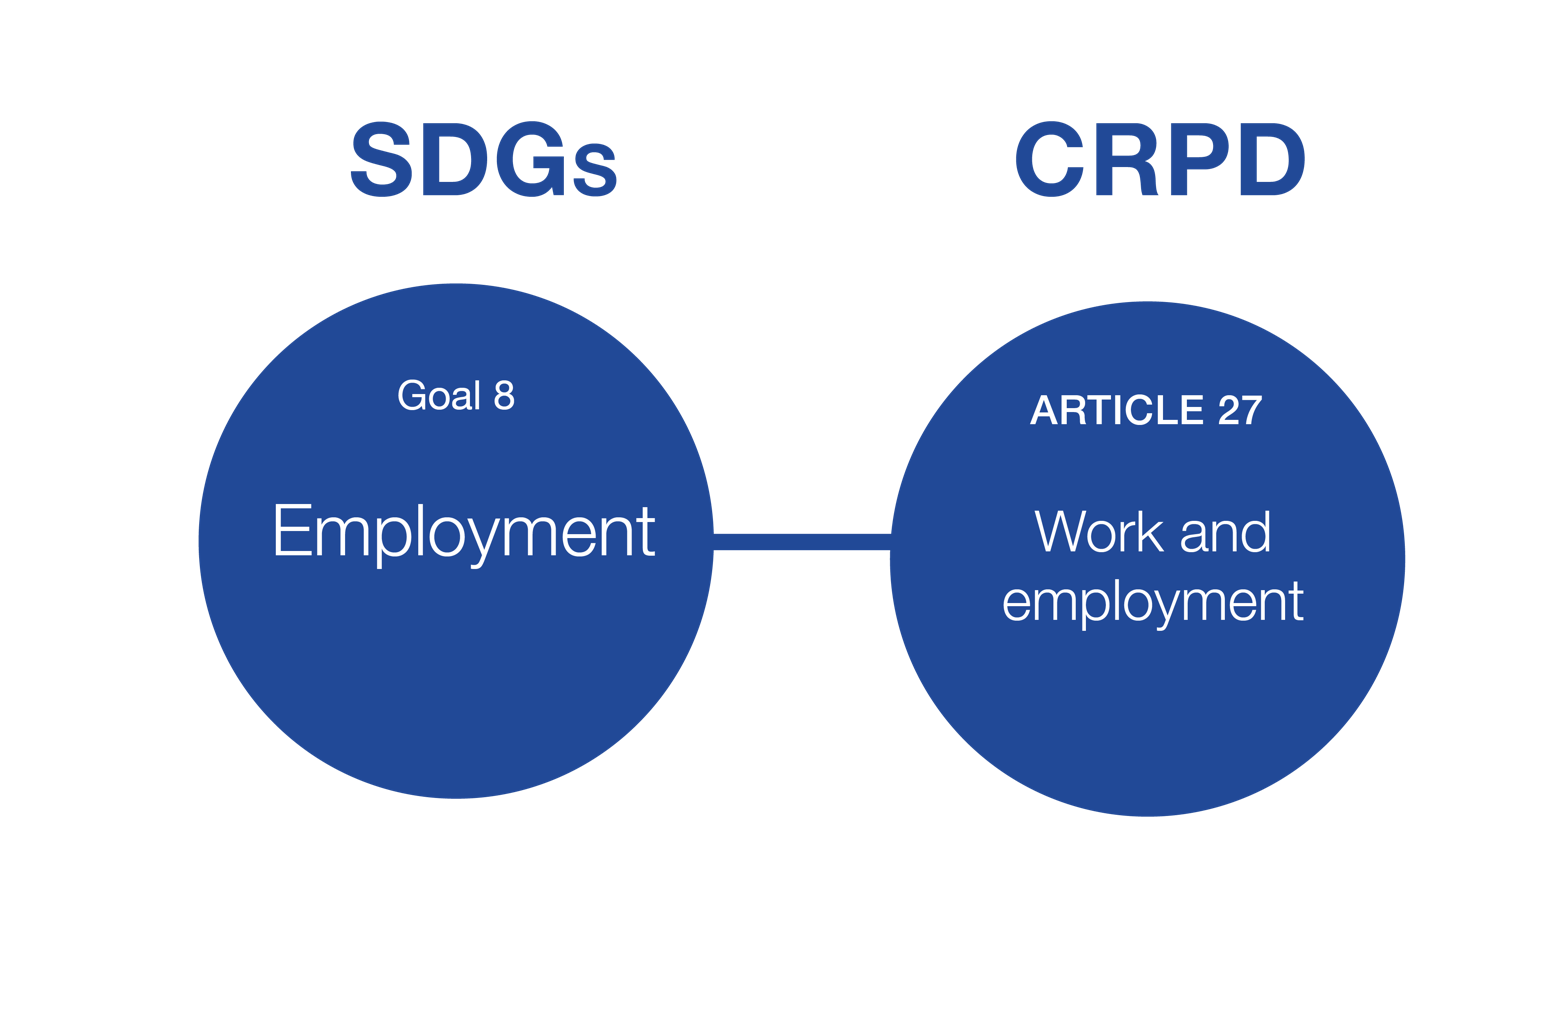 SDGs
CRPD
Goal 8
Employment
ARTICLE 27
Work and
employment